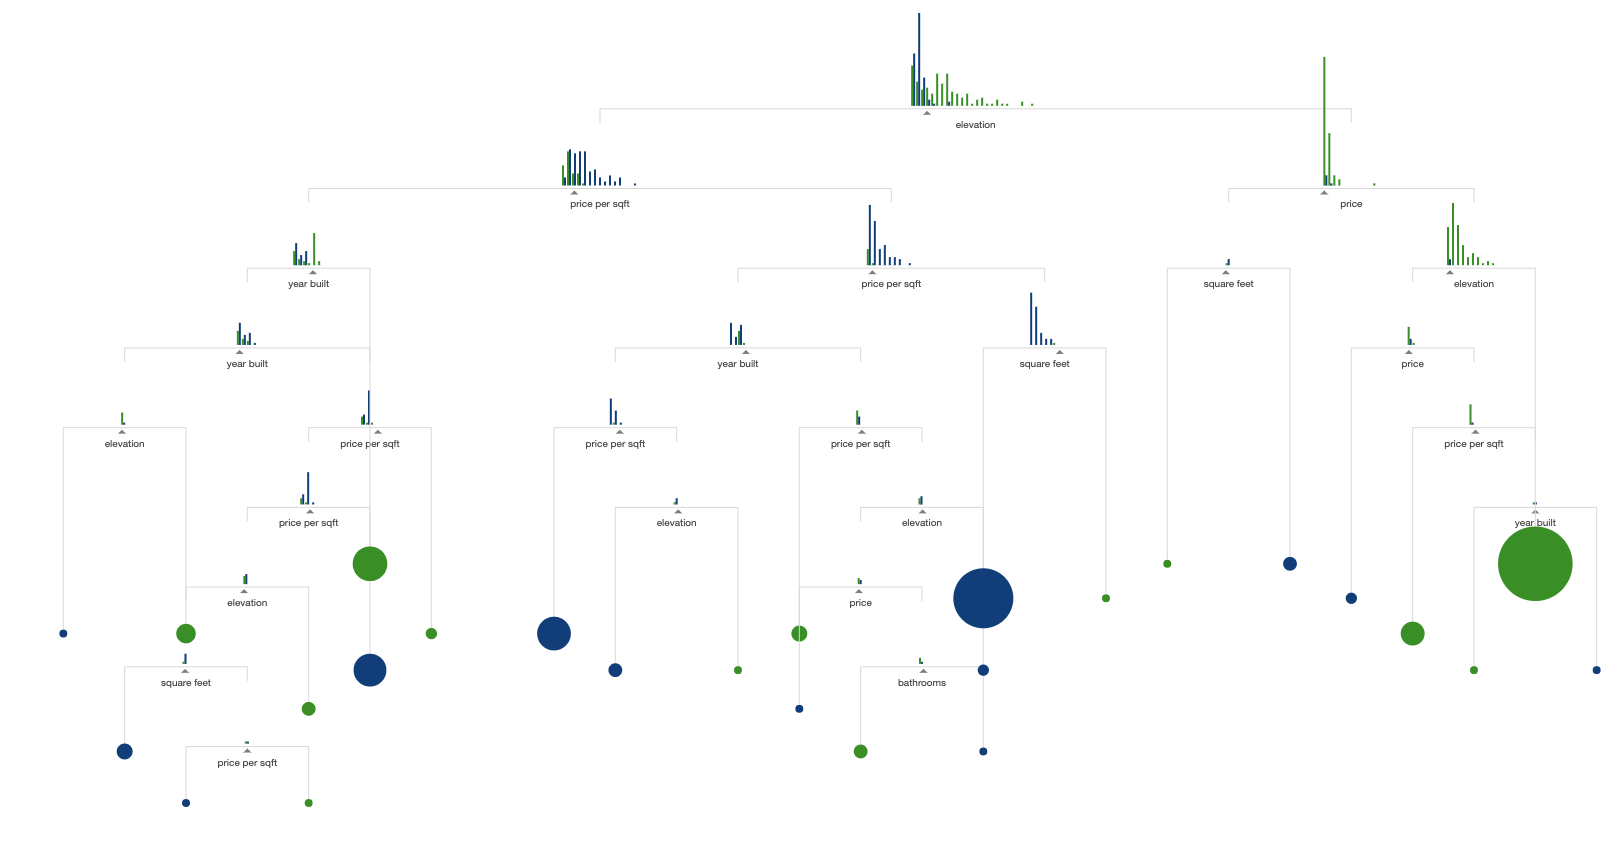 elevation
price per sqft
price
year built
price per sqft
square feet
elevation
year built
year built
square feet
price
elevation
price per sqft
price per sqft
price per sqft
price per sqft
price per sqft
elevation
elevation
year built
elevation
price
square feet
bathrooms
price per sqft